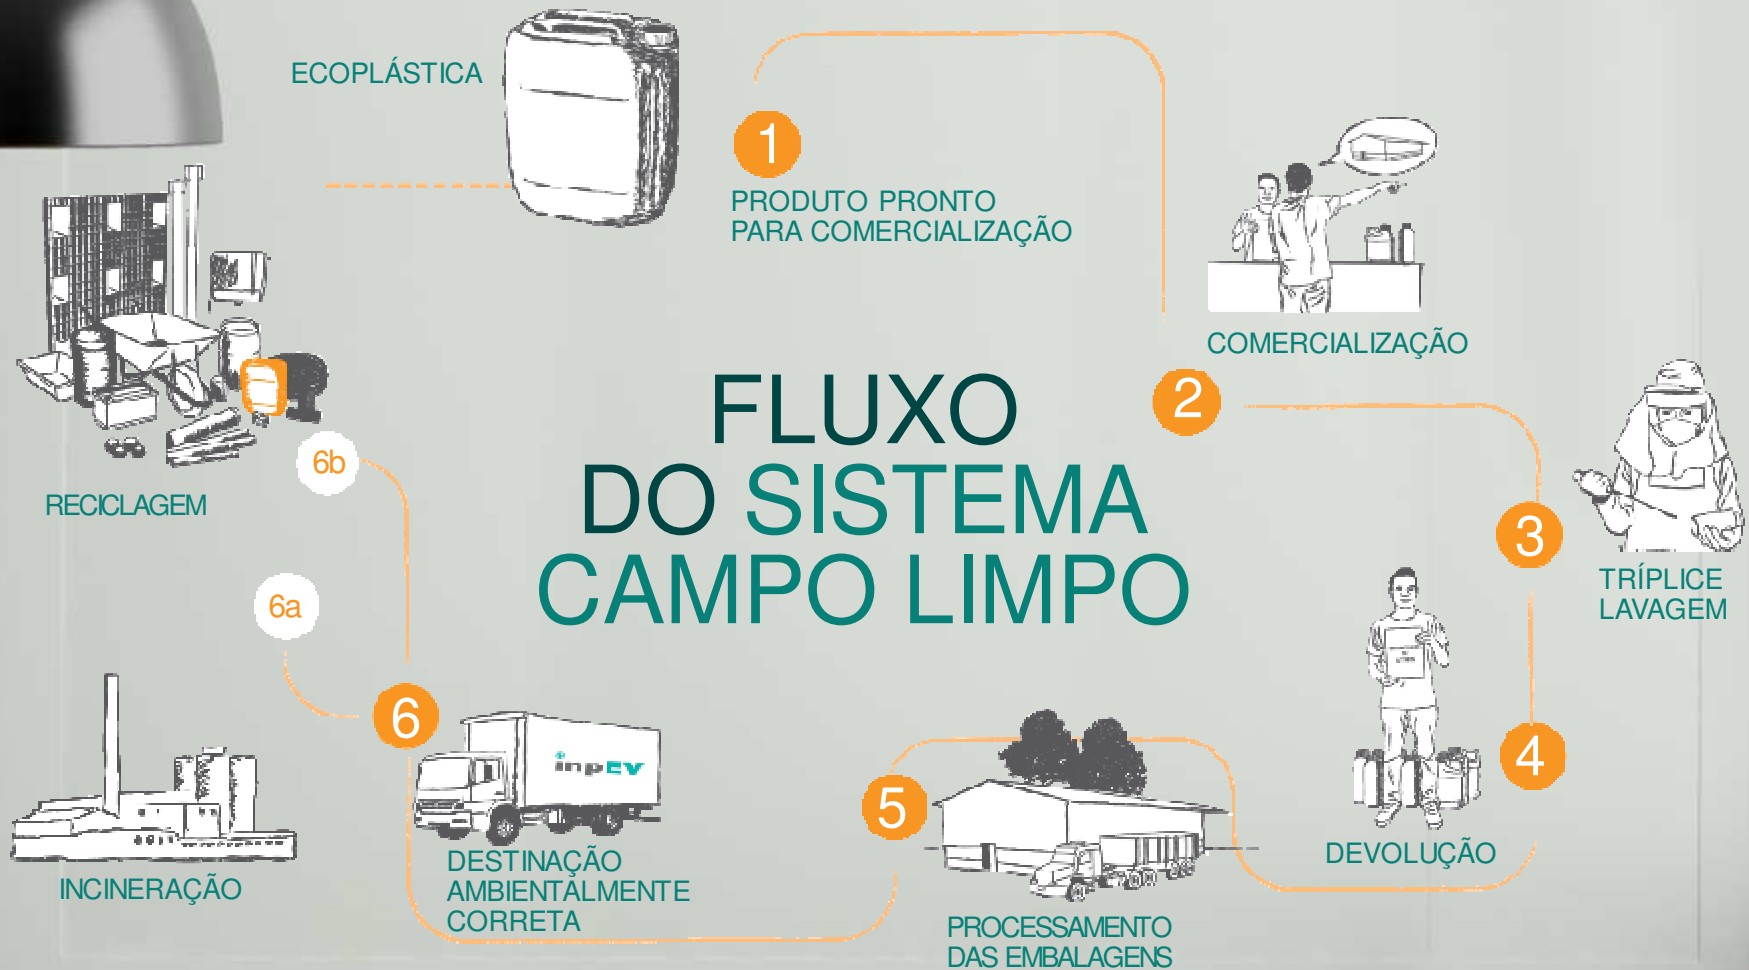 ECOPLÁSTICA
1
PRODUTO PRONTO
PARA COMERCIALIZAÇÃO
COMERCIALIZAÇÃO
2
FLUXO
DO SISTEMA
CAMPO LIMPO
3
TRÍPLICE
LAVAGEM
4
DEVOLUÇÃO
5
PROCESSAMENTO
DAS EMBALAGENS
6
inpEV
DESTINAÇÃO
AMBIENTALMENTE
CORRETA
6a
INCINERAÇÃO
6b
RECICLAGEM